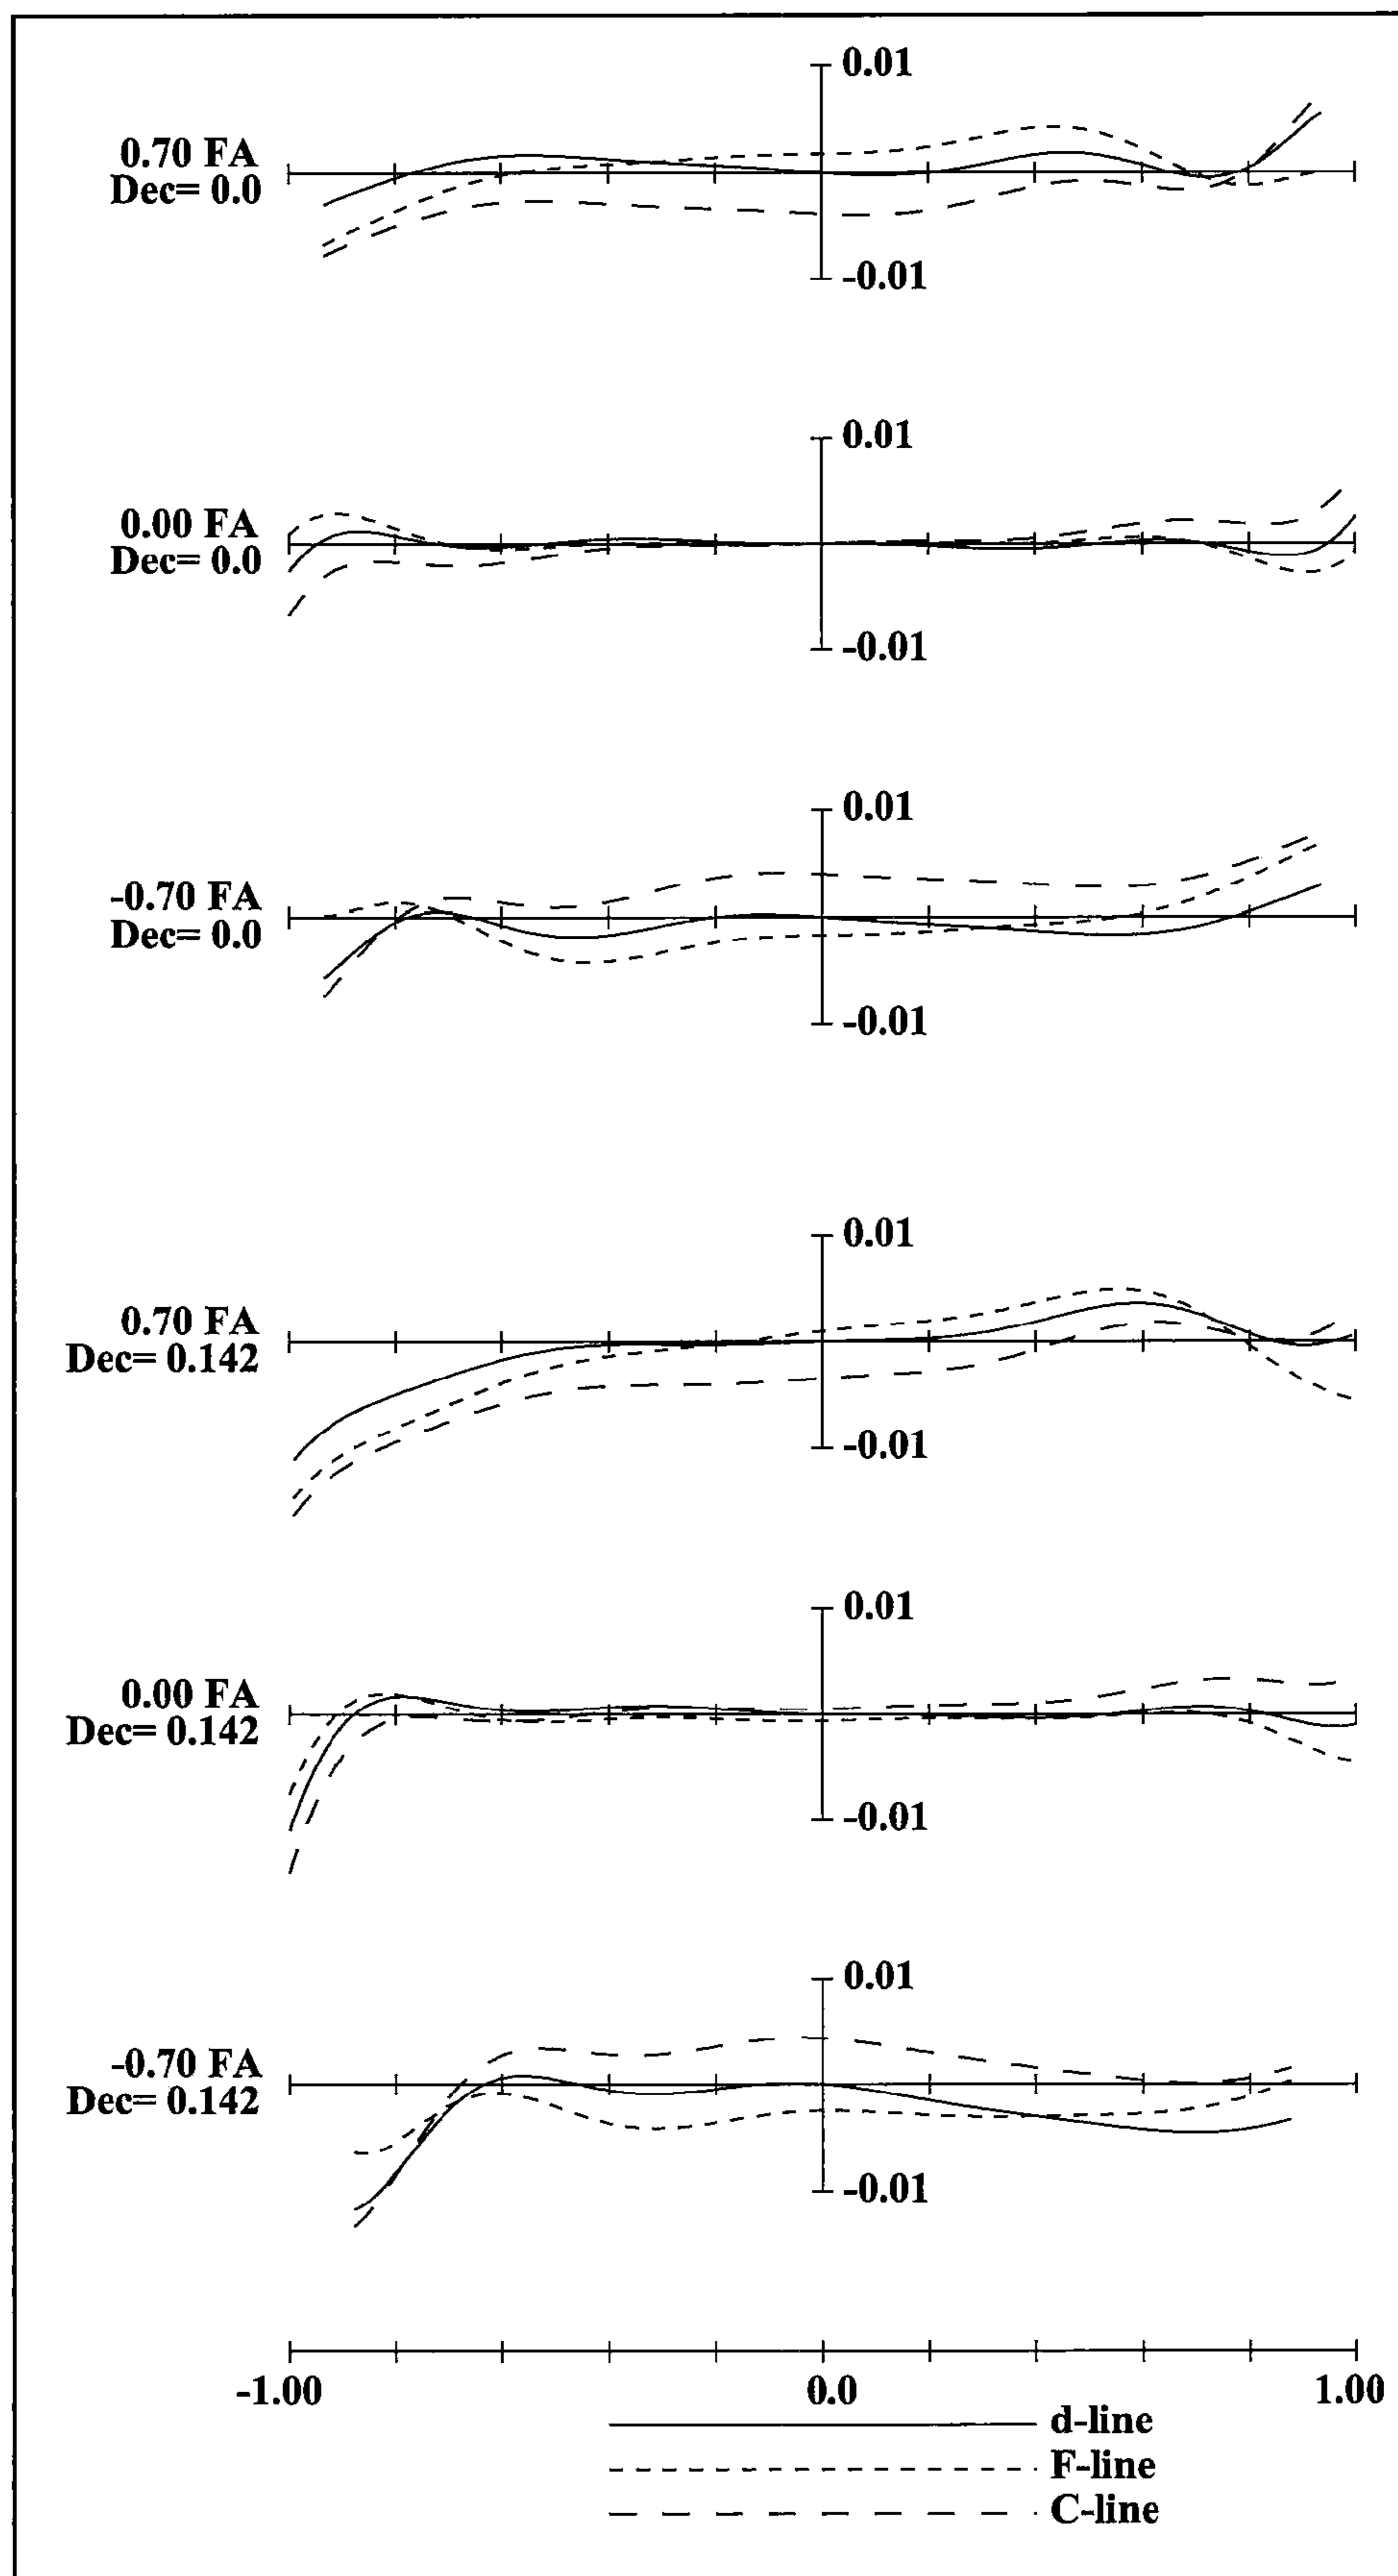 0.01
0.70 FA
Dec= 0.0
-0.01
0.01
0.00 FA
Dec= 0.0
-0.01
0.01
-0.70 FA
Dec= 0.0
-0.01
0.01
0.70 FA
Dec= 0.142
-0.01
0.01
0.00 FA
Dec= 0.142
-0.01
0.01
-0.70 FA
Dec= 0.142
-0.01
-1.00 0.0 1.00
d-line
F-line
C-line